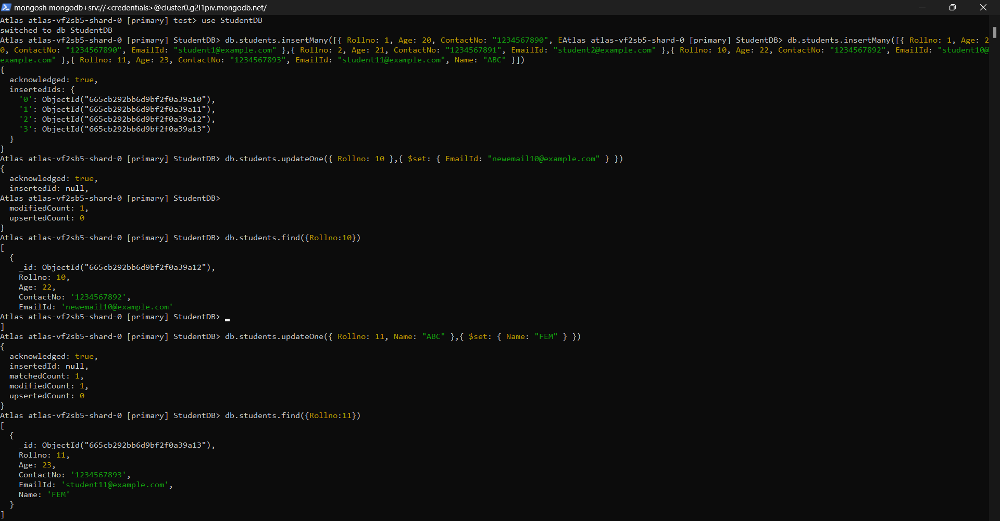 mongosh mongodb+srv://<credentials>@cluster0.g2l1piv.mongodb.net/
Atlas atlas-vf2sb5-shard-0 [primary] test> use StudentDB
switched to db StudentDB
Atlas atlas-vf2sb5-shard-0 [primary] StudentDB> db.students.insertMany([{ Rollno: 1, Age: 20, ContactNo: "1234567890", EAtlas atlas-vf2sb5-shard-0 [primary] StudentDB> db.students.insertMany([{ Rollno: 1, Age: 2
0, ContactNo: "1234567890", EmailId: "student1@example.com" },{ Rollno: 2, Age: 21, ContactNo: "1234567891", EmailId: "student2@example.com" },{ Rollno: 10, Age: 22, ContactNo: "1234567892", EmailId: "student10@
example.com" },{ Rollno: 11, Age: 23, ContactNo: "1234567893", EmailId: "student11@example.com", Name: "ABC" }])
{
  acknowledged: true,
  insertedIds: {
    '0': ObjectId("665cb292bb6d9bf2f0a39a10"),
    '1': ObjectId("665cb292bb6d9bf2f0a39a11"),
    '2': ObjectId("665cb292bb6d9bf2f0a39a12"),
    '3': ObjectId("665cb292bb6d9bf2f0a39a13")
  }
}
Atlas atlas-vf2sb5-shard-0 [primary] StudentDB> db.students.updateOne({ Rollno: 10 },{ $set: { EmailId: "newemail10@example.com" } })
{
  acknowledged: true,
  insertedId: null,
Atlas atlas-vf2sb5-shard-0 [primary] StudentDB>
  modifiedCount: 1,
  upsertedCount: 0
}
Atlas atlas-vf2sb5-shard-0 [primary] StudentDB> db.students.find({Rollno:10})
[
  {
    _id: ObjectId("665cb292bb6d9bf2f0a39a12"),
    Rollno: 10,
    Age: 22,
    ContactNo: '1234567892',
    EmailId: 'newemail10@example.com'
Atlas atlas-vf2sb5-shard-0 [primary] StudentDB>
]
Atlas atlas-vf2sb5-shard-0 [primary] StudentDB> db.students.updateOne({ Rollno: 11, Name: "ABC" },{ $set: { Name: "FEM" } })
{
  acknowledged: true,
  insertedId: null,
  matchedCount: 1,
  modifiedCount: 1,
  upsertedCount: 0
}
Atlas atlas-vf2sb5-shard-0 [primary] StudentDB> db.students.find({Rollno:11})
[
  {
    _id: ObjectId("665cb292bb6d9bf2f0a39a13"),
    Rollno: 11,
    Age: 23,
    ContactNo: '1234567893',
    EmailId: 'student11@example.com',
    Name: 'FEM'
  }
]